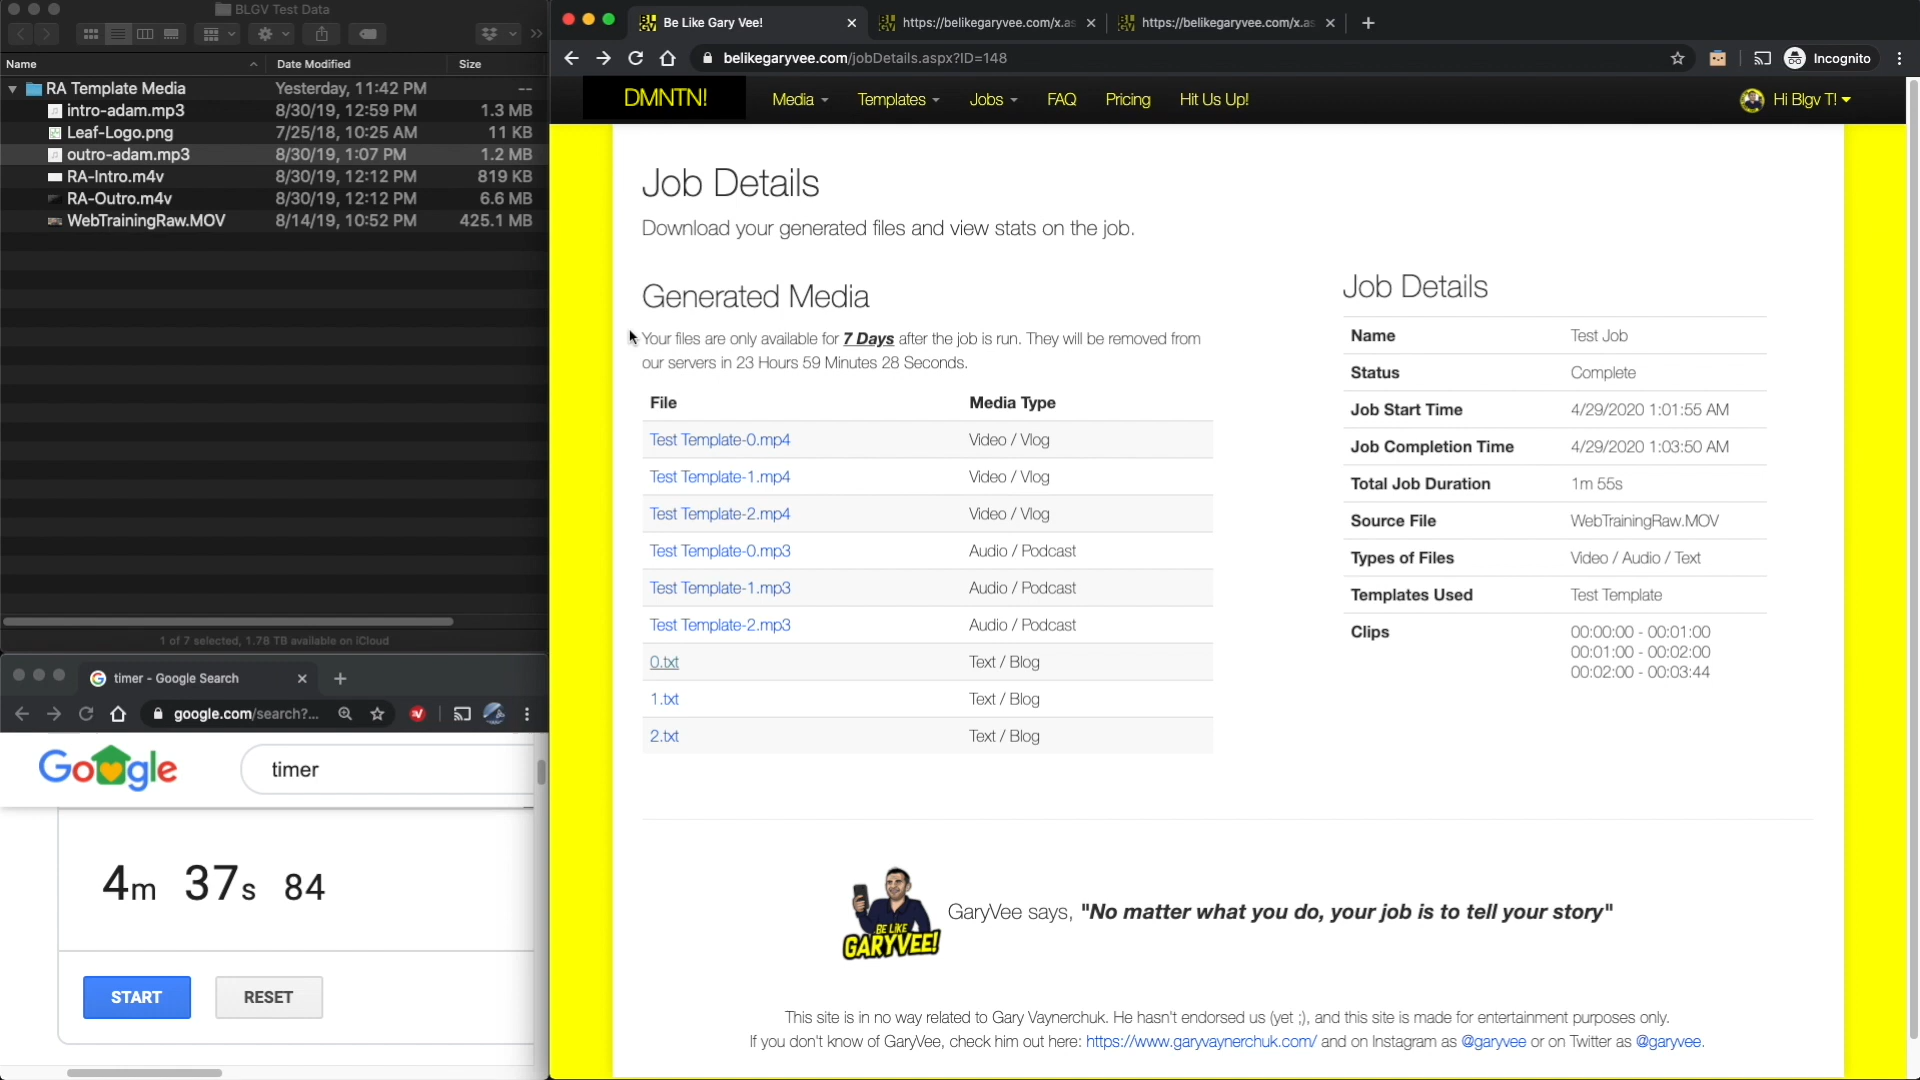 BLGV Test Data
Name Date Modified Size
RA Template Media Yesterday, 11:42 PM --
intro-adam.mp3 8/30/19, 12:59 PM 1.3 MB
Leaf-Logo.png 7/25/18, 10:25 AM 11 KB
outro-adam.mp3 8/30/19, 1:07 PM 1.2 MB
RA-Intro.m4v 8/30/19, 12:12 PM 819 KB
RA-Outro.m4v 8/30/19, 12:12 PM 6.6 MB
WebTrainingRaw.MOV 8/14/19, 10:52 PM 425.1 MB
1 of 7 selected, 1.78 TB available on iCloud
timer - Google Search
google.com/search?...
Google
timer
4m 37s 84
START RESET
Be Like Gary Vee! https://belikegaryvee.com/x.as https://belikegaryvee.com/x.as
belikegaryvee.com/jobDetails.aspx?ID=148 Incognito
DMNTN! Media Templates Jobs FAQ Pricing Hit Us Up! Hi Blgv T!
Job Details
Download your generated files and view stats on the job.
Generated Media
Your files are only available for 7 Days after the job is run. They will be removed from
our servers in 23 Hours 59 Minutes 28 Seconds.
File Media Type
Test Template-0.mp4 Video / Vlog
Test Template-1.mp4 Video / Vlog
Test Template-2.mp4 Video / Vlog
Test Template-0.mp3 Audio / Podcast
Test Template-1.mp3 Audio / Podcast
Test Template-2.mp3 Audio / Podcast
0.txt Text / Blog
1.txt Text / Blog
2.txt Text / Blog
Job Details
Name Test Job
Status Complete
Job Start Time 4/29/2020 1:01:55 AM
Job Completion Time 4/29/2020 1:03:50 AM
Total Job Duration 1m 55s
Source File WebTrainingRaw.MOV
Types of Files Video / Audio / Text
Templates Used Test Template
Clips 00:00:00 - 00:01:00
00:01:00 - 00:02:00
00:02:00 - 00:03:44
BE LIKE
GARYVEE!
GaryVee says, "No matter what you do, your job is to tell your story"
This site is in no way related to Gary Vaynerchuk. He hasn't endorsed us (yet ;), and this site is made for entertainment purposes only.
If you don't know of GaryVee, check him out here: https://www.garyvaynerchuk.com/ and on Instagram as @garyvee or on Twitter as @garyvee.